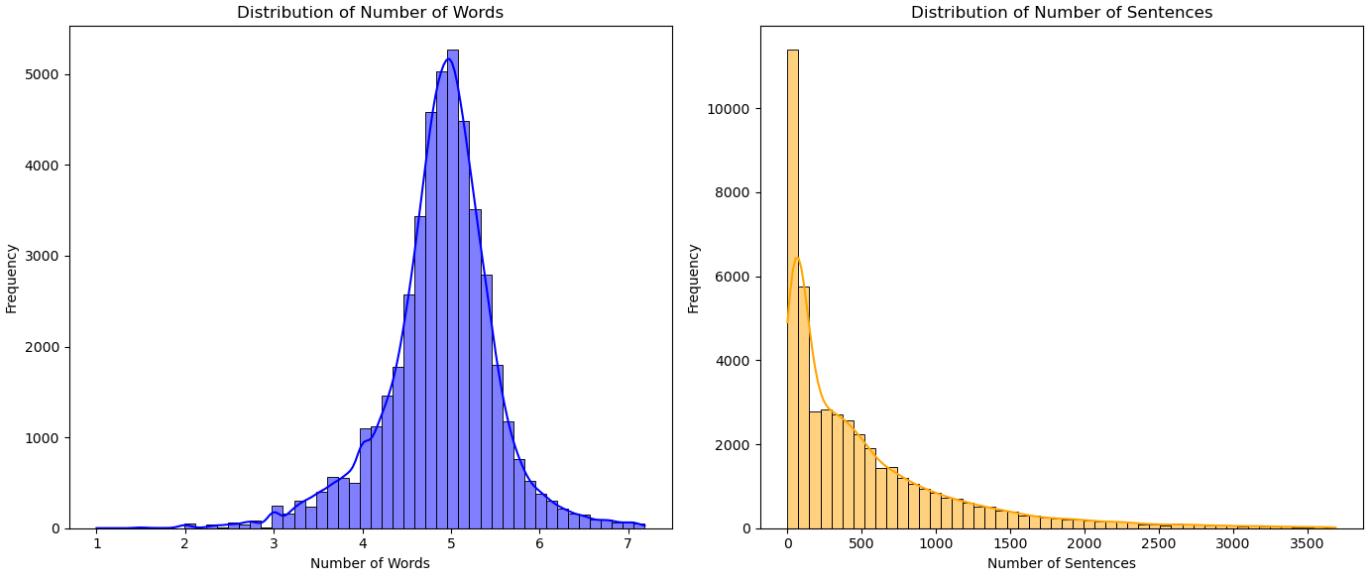 Distribution of Number of Words
5000
4000
3000
2000
1000
0
Frequency
1 2 3 4 5 6 7
Number of Words
Distribution of Number of Sentences
10000
8000
6000
4000
2000
0
Frequency
0 500 1000 1500 2000 2500 3000 3500
Number of Sentences